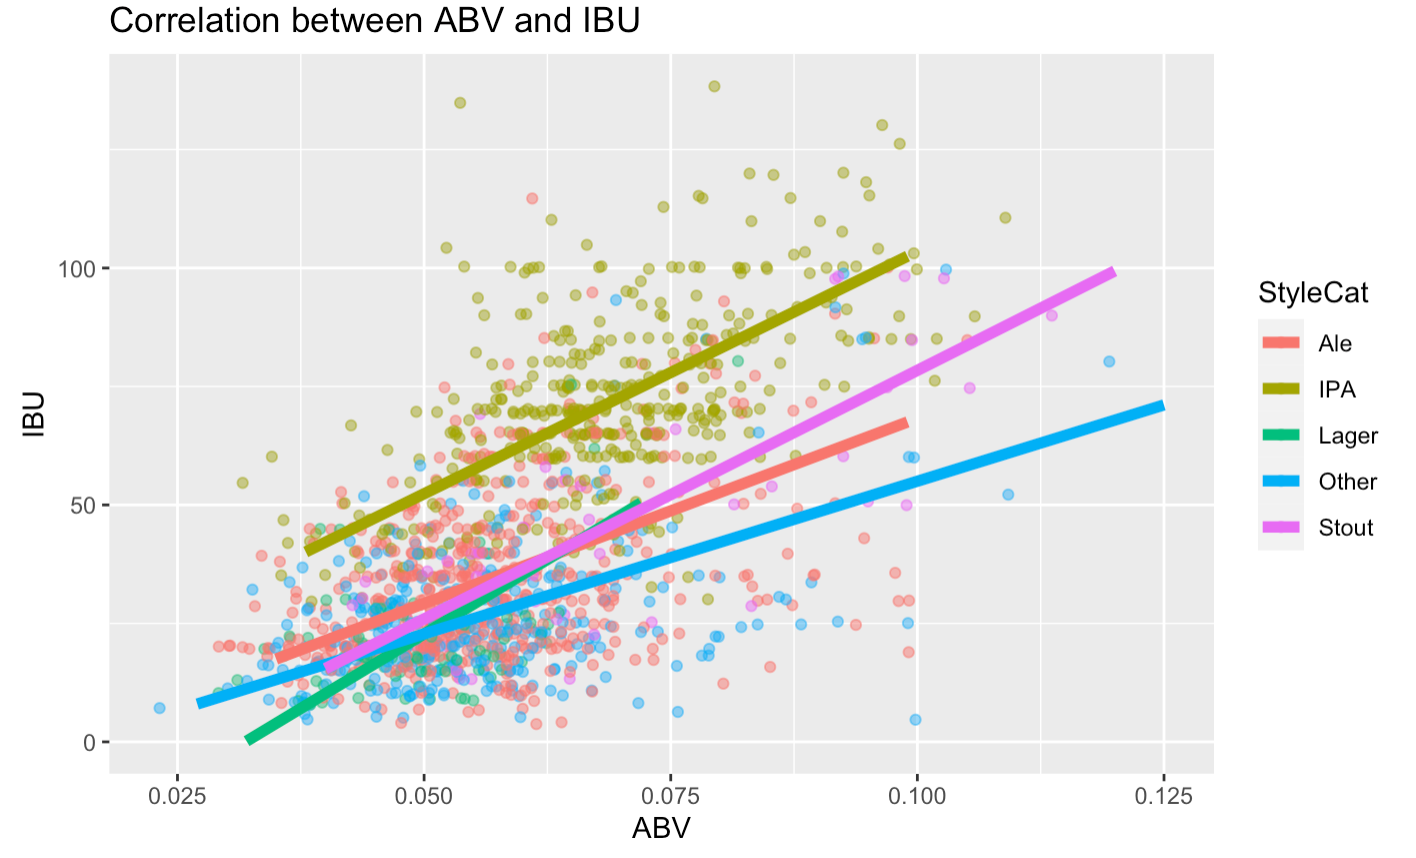 Correlation between ABV and IBU
100
50
0
IBU
0.025 0.050 0.075 0.100 0.125
ABV
StyleCat
Ale
IPA
Lager
Other
Stout